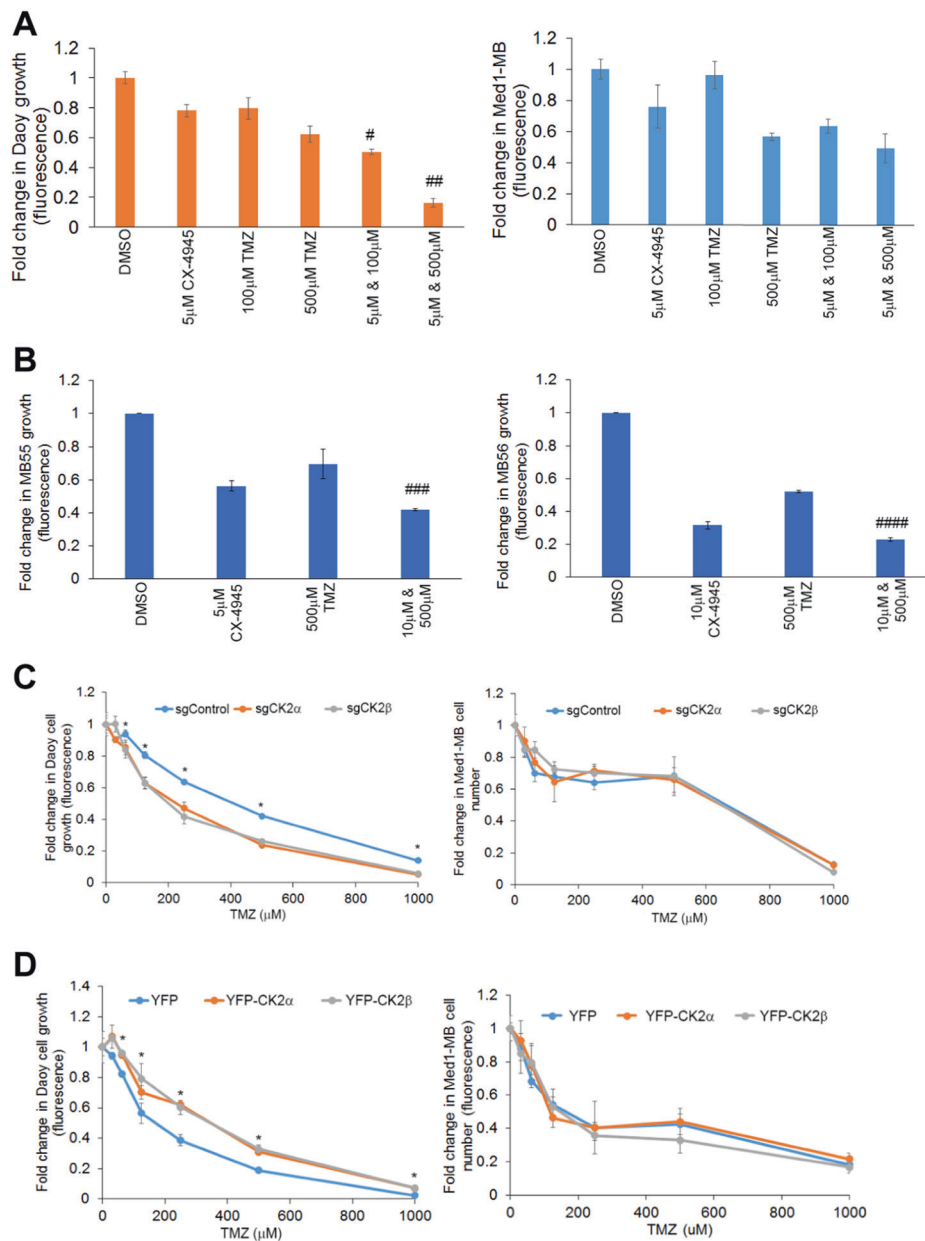 A
Fold change in Daoy growth
(fluorescence)
1.2
1
0.8
0.6
0.4
0.2
0
#
##
DMSO
5μM CX-4945
100μM TMZ
500μM TMZ
5μM & 100μM
5μM & 500μM
Fold change in Med1-MB
(fluorescence)
1.2
1
0.8
0.6
0.4
0.2
0
DMSO
5μM CX-4945
100μM TMZ
500μM TMZ
5μM & 100μM
5μM & 500μM
B
Fold change in MB55 growth
(fluorescence)
1.2
1
0.8
0.6
0.4
0.2
0
###
DMSO
5μM
CX-4945
500μM
TMZ
10μM &
500μM
Fold change in MB56 growth
(fluorescence)
1.2
1
0.8
0.6
0.4
0.2
0
####
DMSO
10μM
CX-4945
500μM
TMZ
10μM &
500μM
C
Fold change in Daoy cell
growth (fluorescence)
1.2
1
0.8
0.6
0.4
0.2
0
sgControl sgCK2α sgCK2β
* * * * *
0 200 400 600 800 1000
TMZ (μM)
Fold change in Med1-MB cell
number
1.2
1
0.8
0.6
0.4
0.2
0
sgControl sgCK2α sgCK2β
0 200 400 600 800 1000
TMZ (μM)
D
Fold change in Daoy cell growth
(fluorescence)
1.4
1.2
1
0.8
0.6
0.4
0.2
0
YFP YFP-CK2α YFP-CK2β
* * * * *
0 200 400 600 800 1000
TMZ (μM)
Fold change in Med1-MB cell
number (fluorescence)
1.2
1
0.8
0.6
0.4
0.2
0
YFP YFP-CK2α YFP-CK2β
0 200 400 600 800 1000
TMZ (uM)